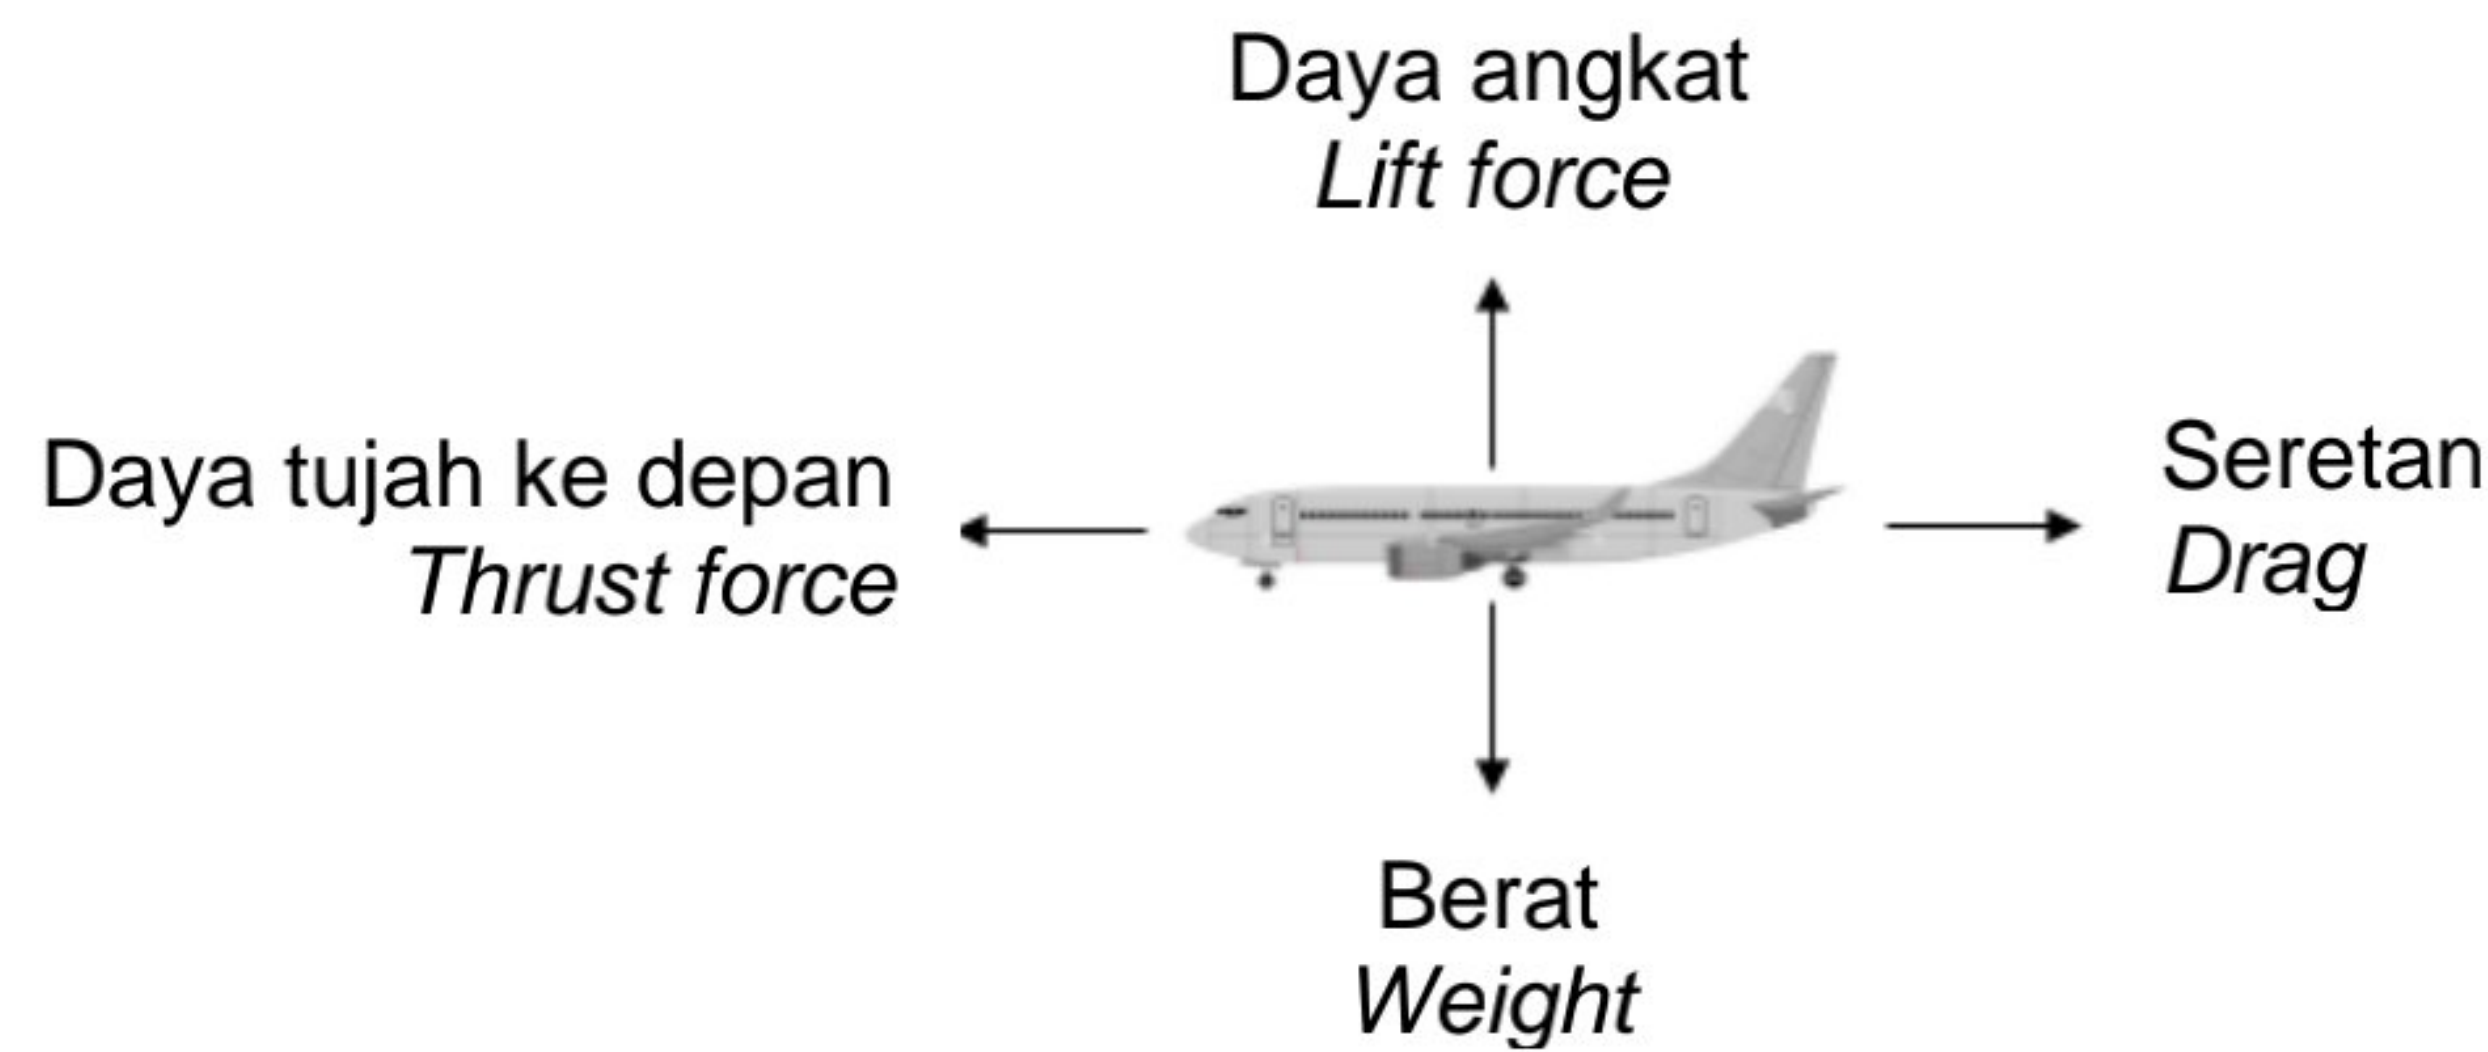 Daya angkat
Lift force
Daya tujah ke depan
Thrust force
Seretan
Drag
Berat
Weight